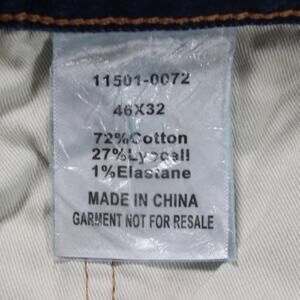 11501-0072
46X32
72%Cotton
27%Lyocell
1%Elastane
MADE IN CHINA
GARMENT NOT FOR RESALE